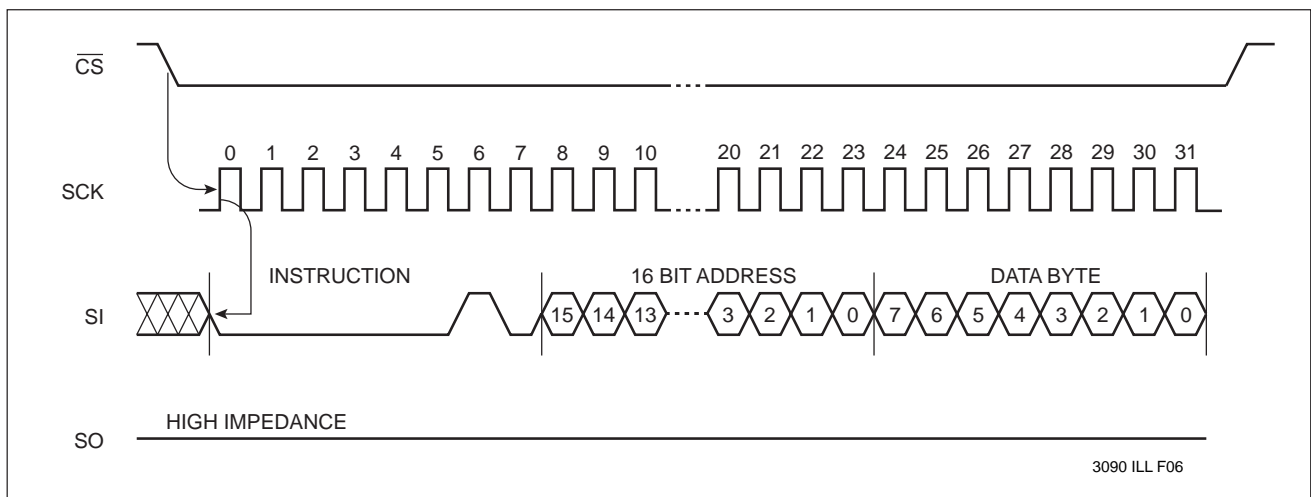 CS
0 1 2 3 4 5 6 7 8 9 10 20 21 22 23 24 25 26 27 28 29 30 31
SCK
INSTRUCTION 16 BIT ADDRESS DATA BYTE
SI 15 14 13 3 2 1 0 7 6 5 4 3 2 1 0
HIGH IMPEDANCE
SO
3090 ILL F06